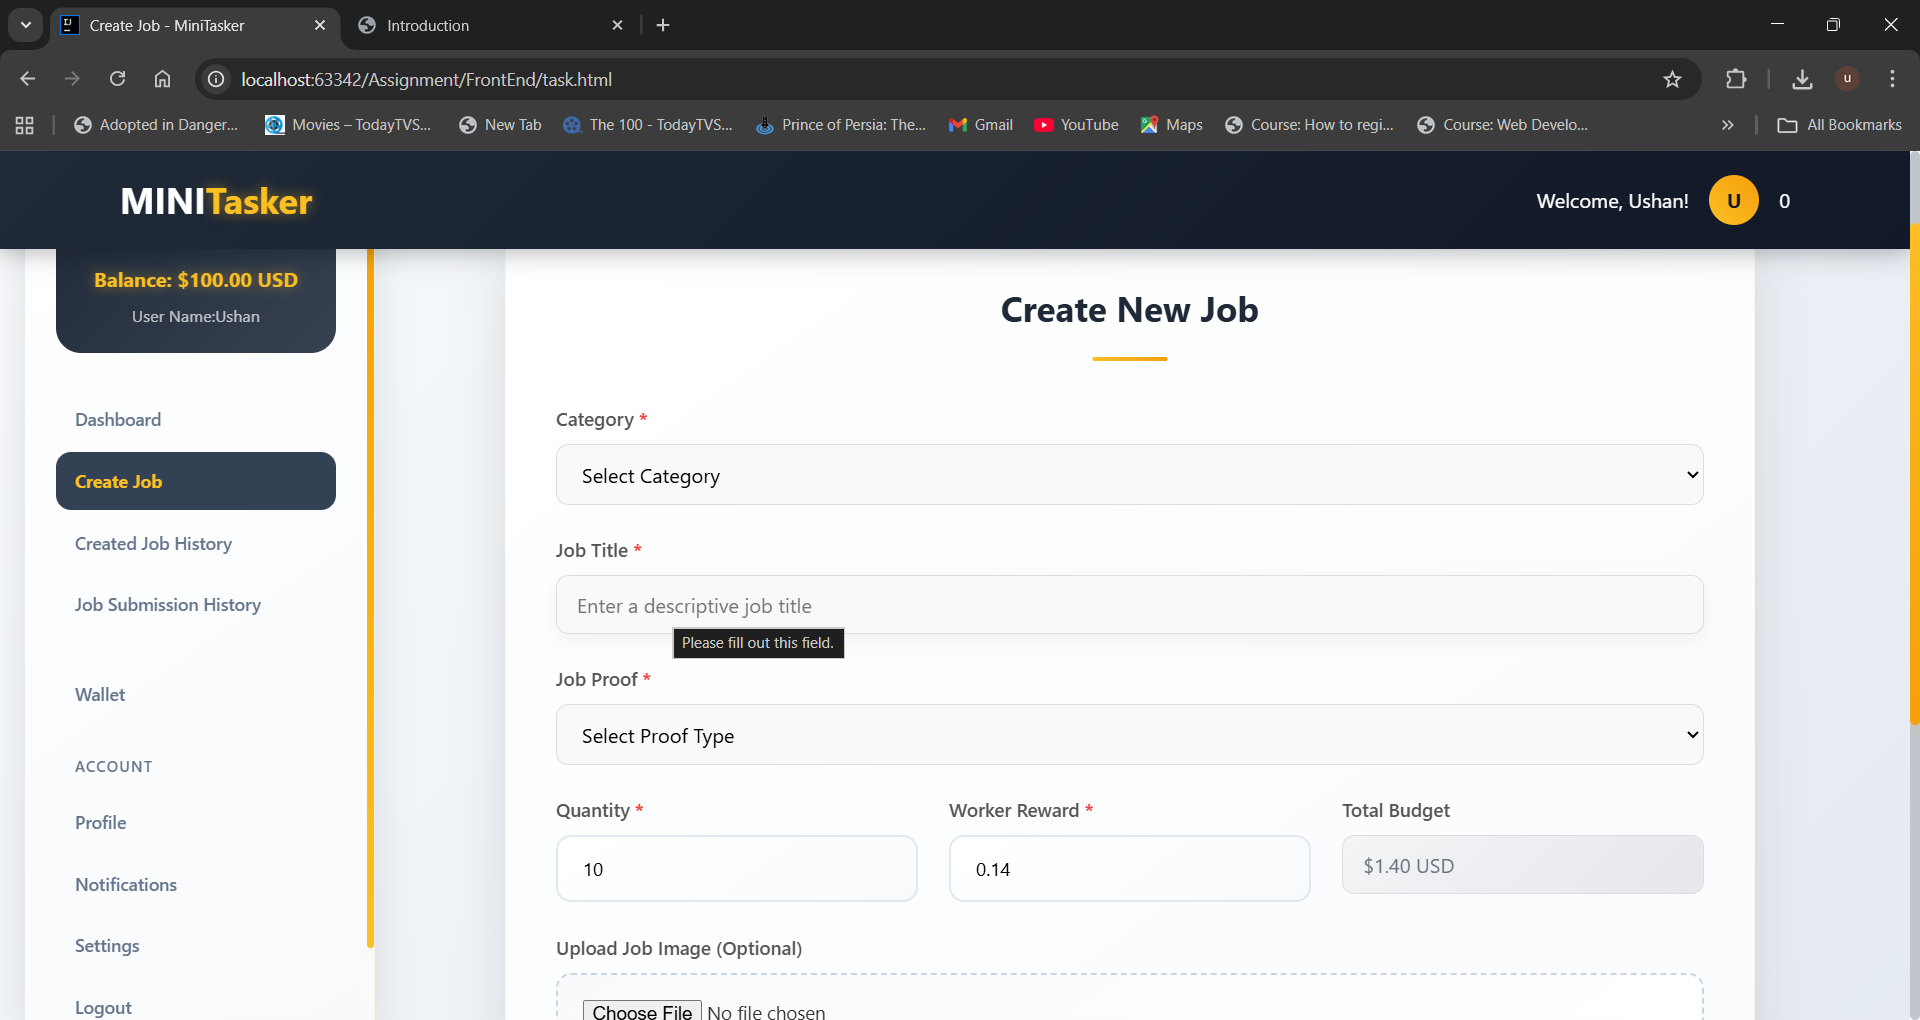 Create Job - MiniTasker
Introduction
localhost:63342/Assignment/FrontEnd/task.html
u
Adopted in Danger...
Movies – TodayTVS...
New Tab
The 100 - TodayTVS...
Prince of Persia: The...
Gmail
YouTube
Maps
Course: How to regi...
Course: Web Develo...
All Bookmarks
MINITasker
Welcome, Ushan!
U
0
Balance: $100.00 USD
User Name:Ushan
Dashboard
Create Job
Created Job History
Job Submission History
Wallet
ACCOUNT
Profile
Notifications
Settings
Logout
Create New Job
Category *
Select Category
Job Title *
Enter a descriptive job title
Please fill out this field.
Job Proof *
Select Proof Type
Quantity *
10
Worker Reward *
0.14
Total Budget
$1.40 USD
Upload Job Image (Optional)
Choose File No file chosen